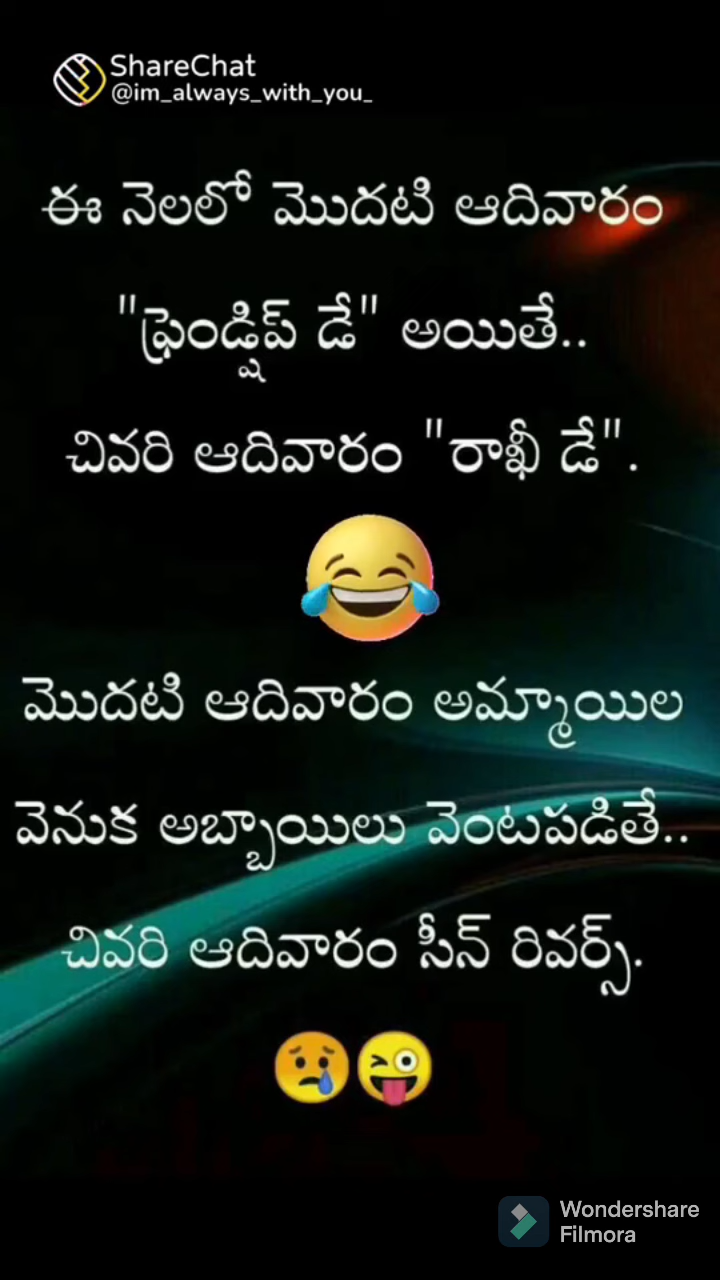 ShareChat
@im_always_with_you_
ఈ నెలలో మొదటి ఆదివారం
"ఫ్రెండ్షిప్ డే" అయితే..
చివరి ఆదివారం "రాఖీ డే".
😂
మొదటి ఆదివారం అమ్మాయిల
వెనుక అబ్బాయిలు వెంటపడితే..
చివరి ఆదివారం సీన్ రివర్స్.
😢😜
Wondershare
Filmora